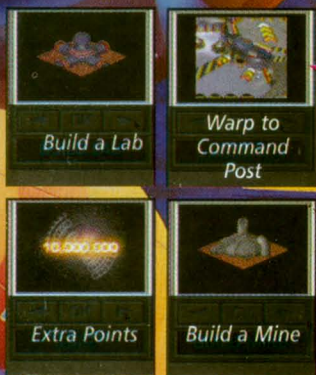 Build a Lab
Warp to
Command
Post
10,000,000
Extra Points
Build a Mine